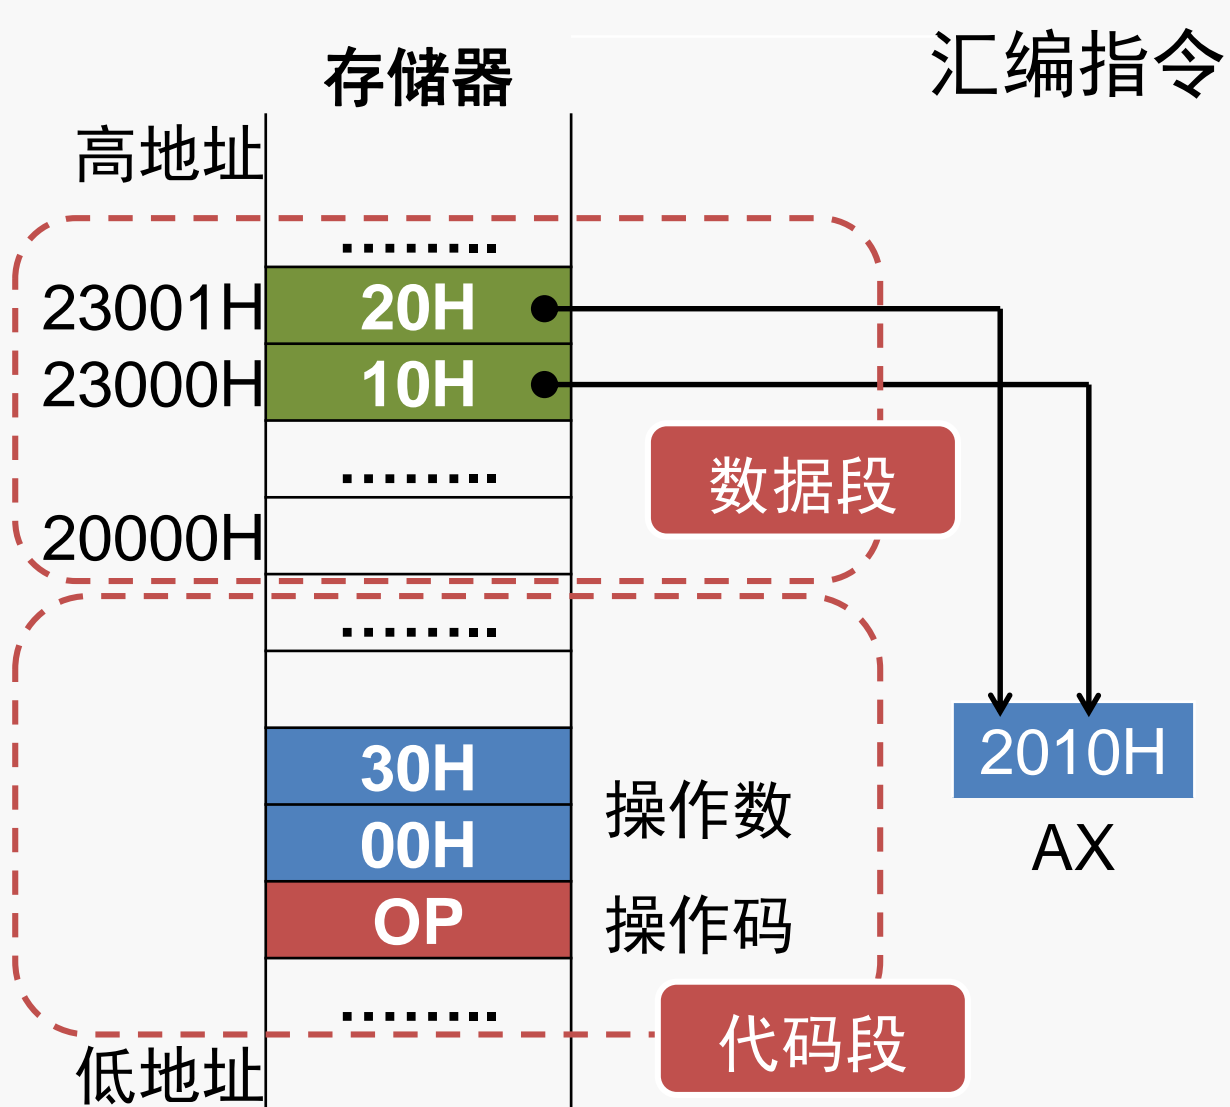 存储器
汇编指令
高地址
........
23001H 20H
23000H 10H
........
数据段
20000H
........
30H
2010H
操作数
00H
AX
OP
操作码
........
代码段
低地址